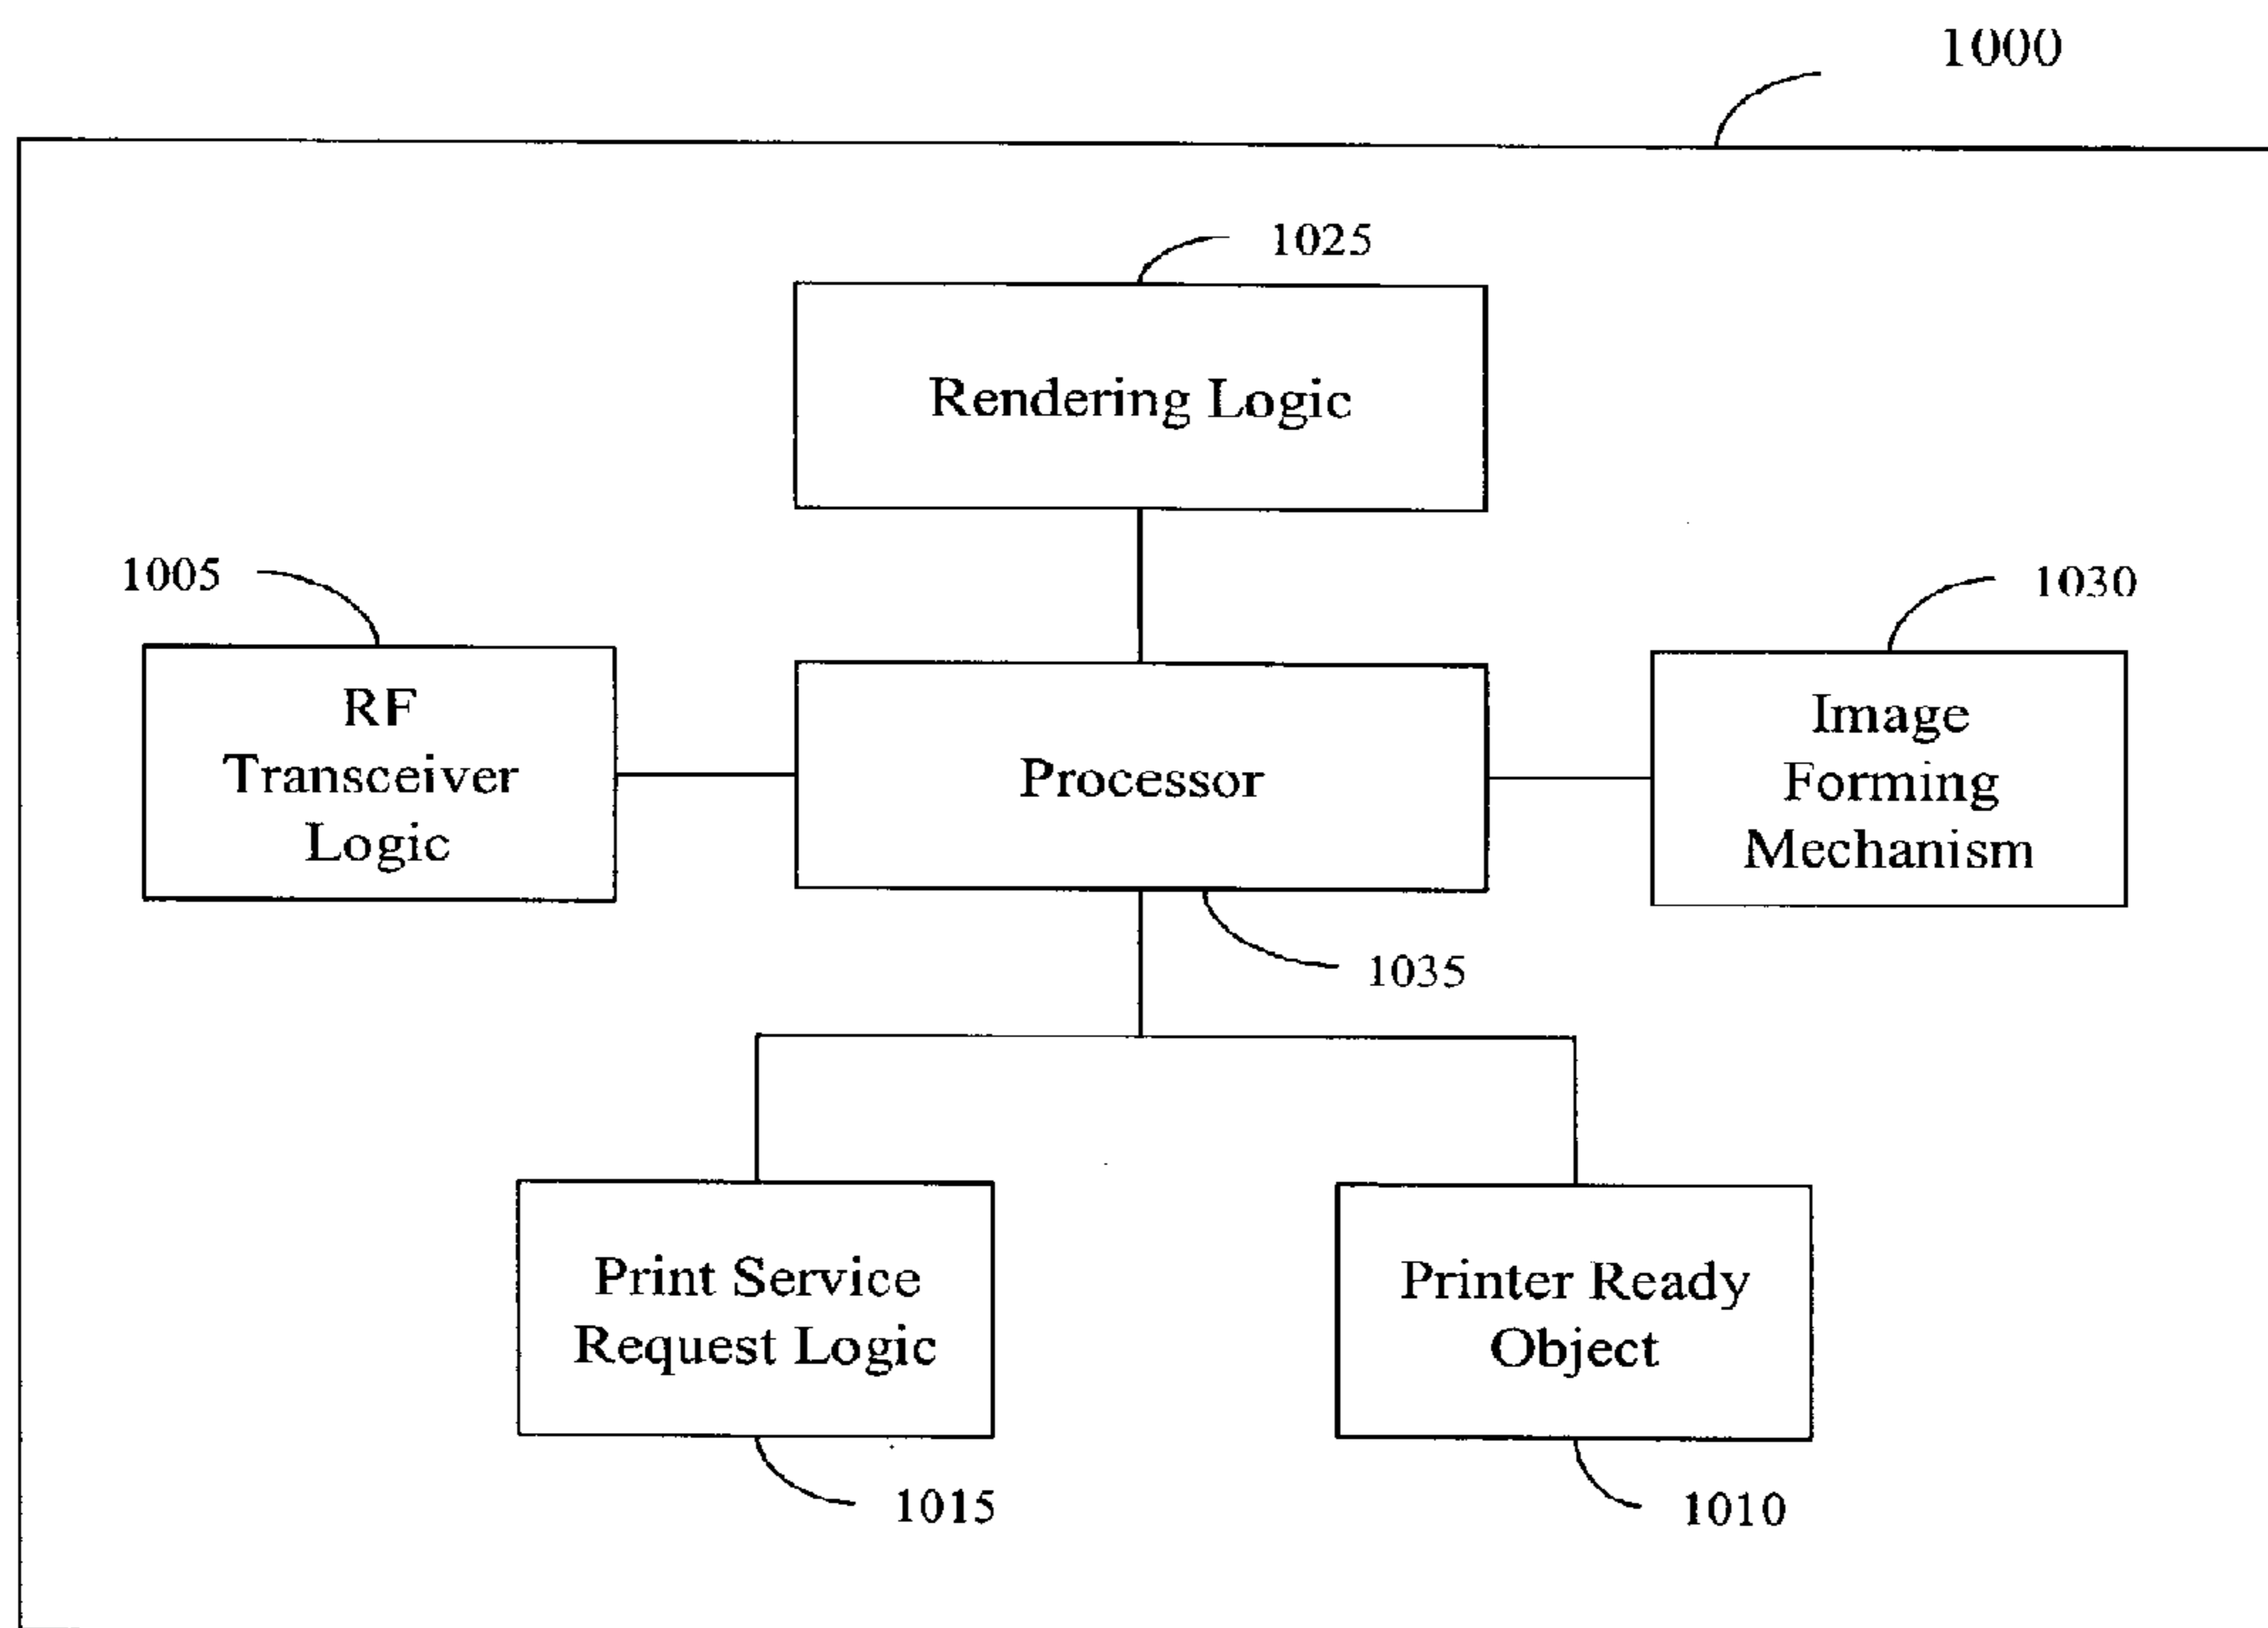 1000
1025
Rendering Logic
1005
1030
RF
Transceiver
Logic
Processor
Image
Forming
Mechanism
1035
Print Service
Request Logic
Printer Ready
Object
1015
1010